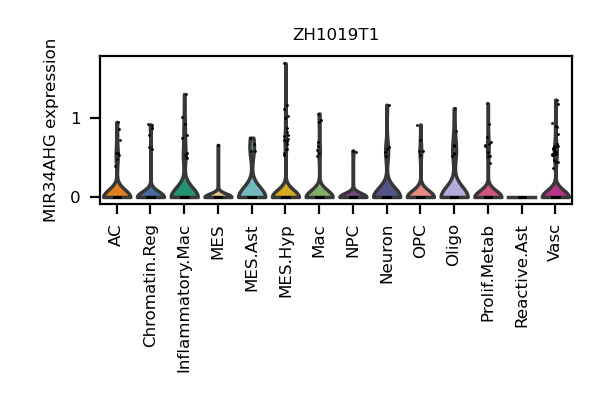 ZH1019T1
MIR34AHG expression
1
0
AC
Chromatin.Reg
Inflammatory.Mac
MES
MES.Ast
MES.Hyp
Mac
NPC
Neuron
OPC
Oligo
Prolif.Metab
Reactive.Ast
Vasc